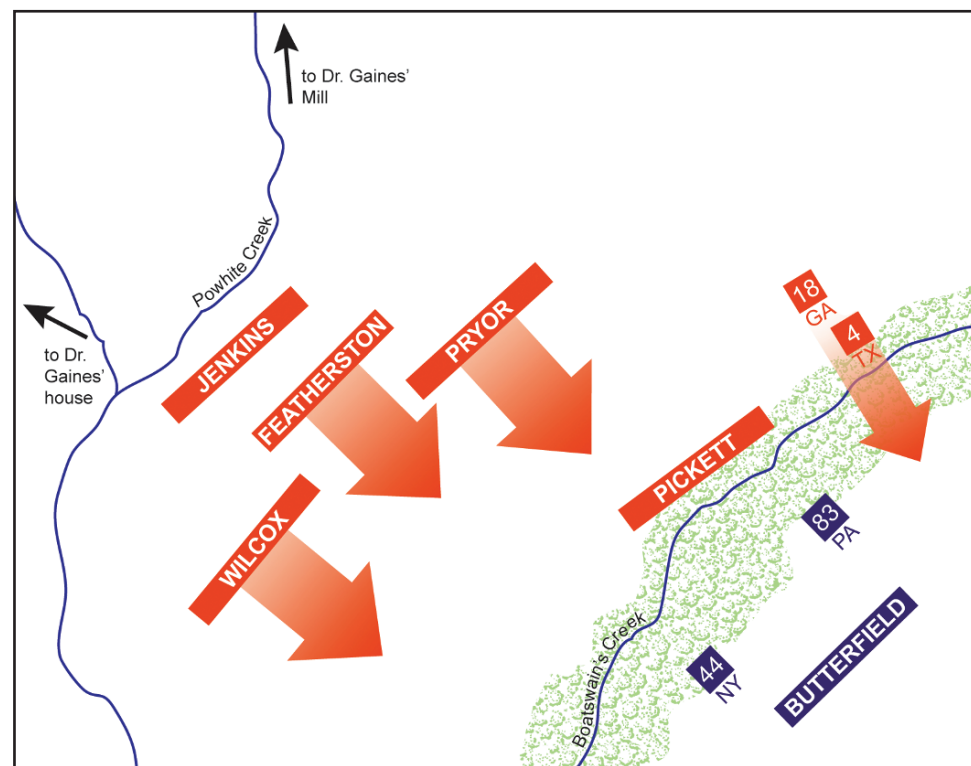 to Dr. Gaines'
Mill
Powhite Creek
to Dr.
Gaines'
house
JENKINS
FEATHERSTON
PRYOR
WILCOX
PICKETT
18
GA
4
TX
83
PA
44
NY
BUTTERFIELD
Boatswain's Creek